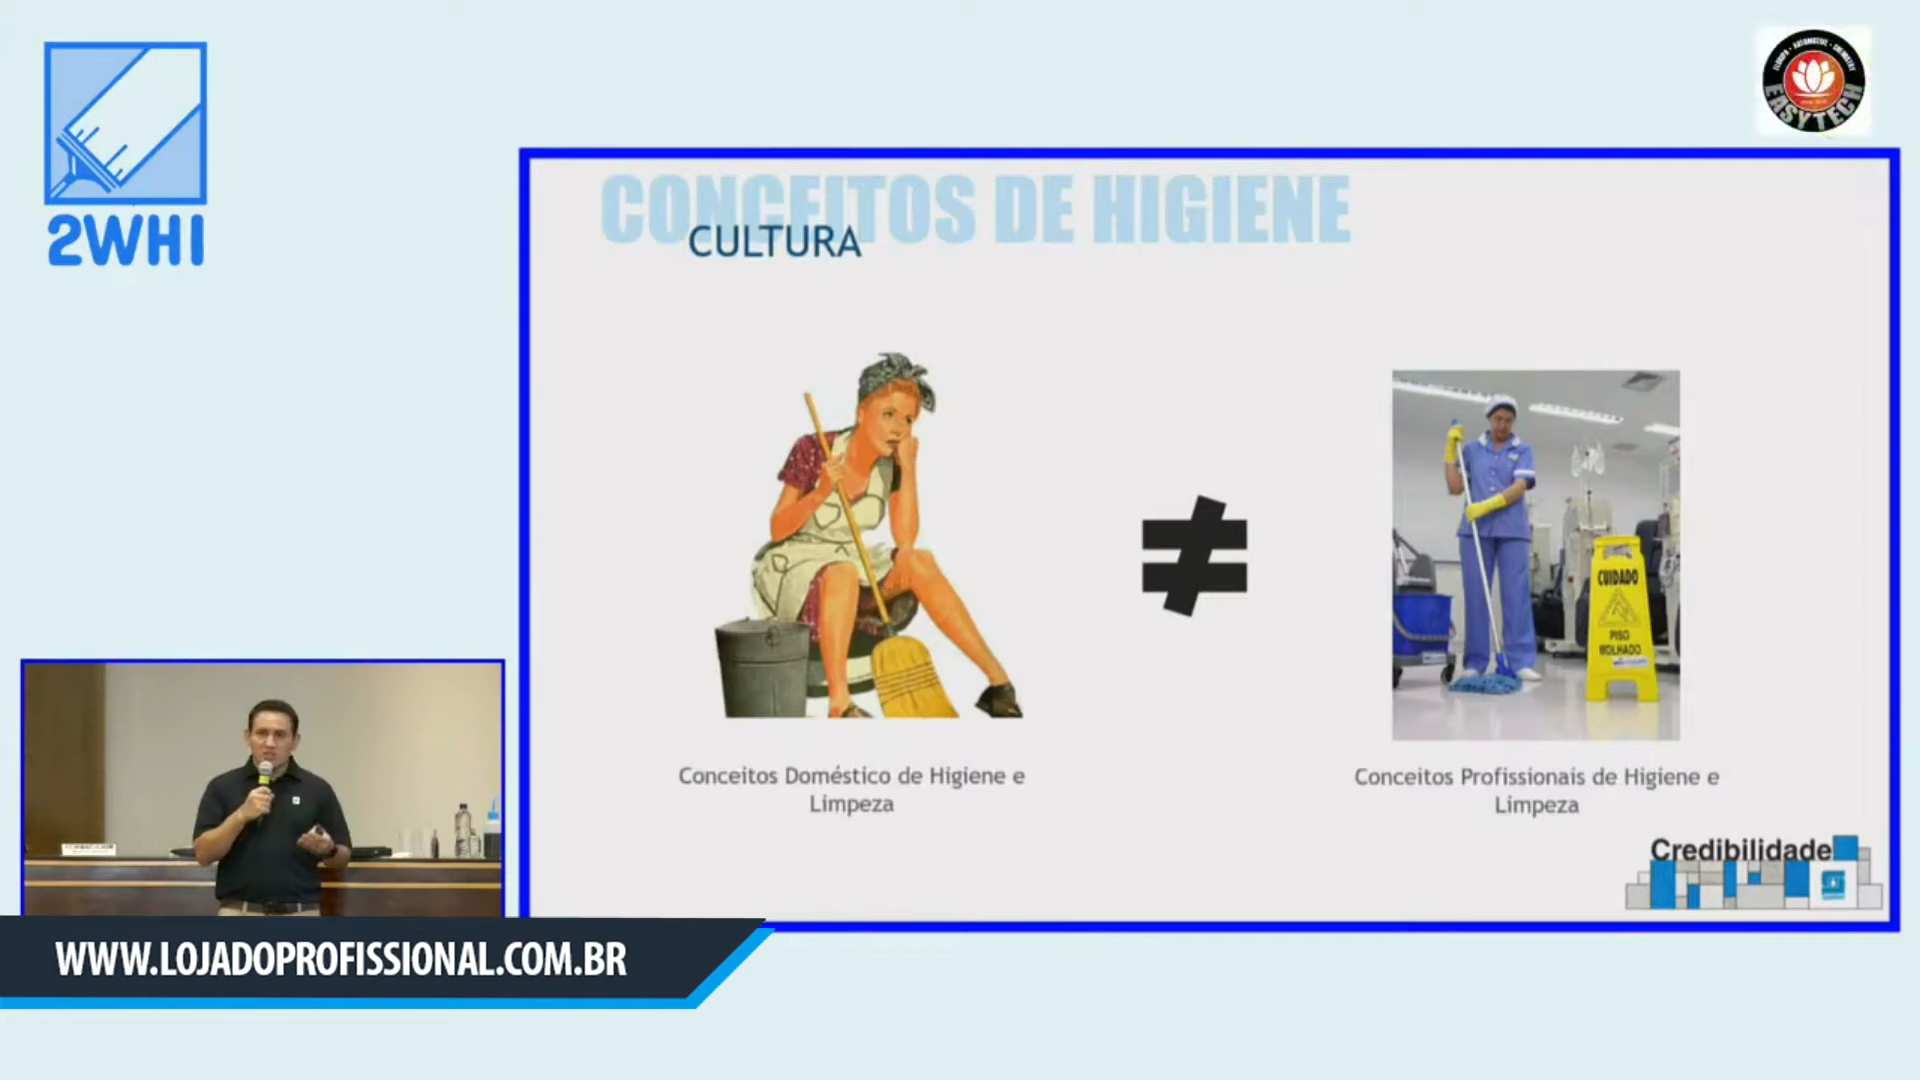 2WHI
EASYTECH
CONCEITOS DE HIGIENE
CULTURA
CUIDADO
PISO
MOLHADO
Conceitos Doméstico de Higiene e
Limpeza
Conceitos Profissionais de Higiene e
Limpeza
Credibilidade
WWW.LOJADOPROFISSIONAL.COM.BR